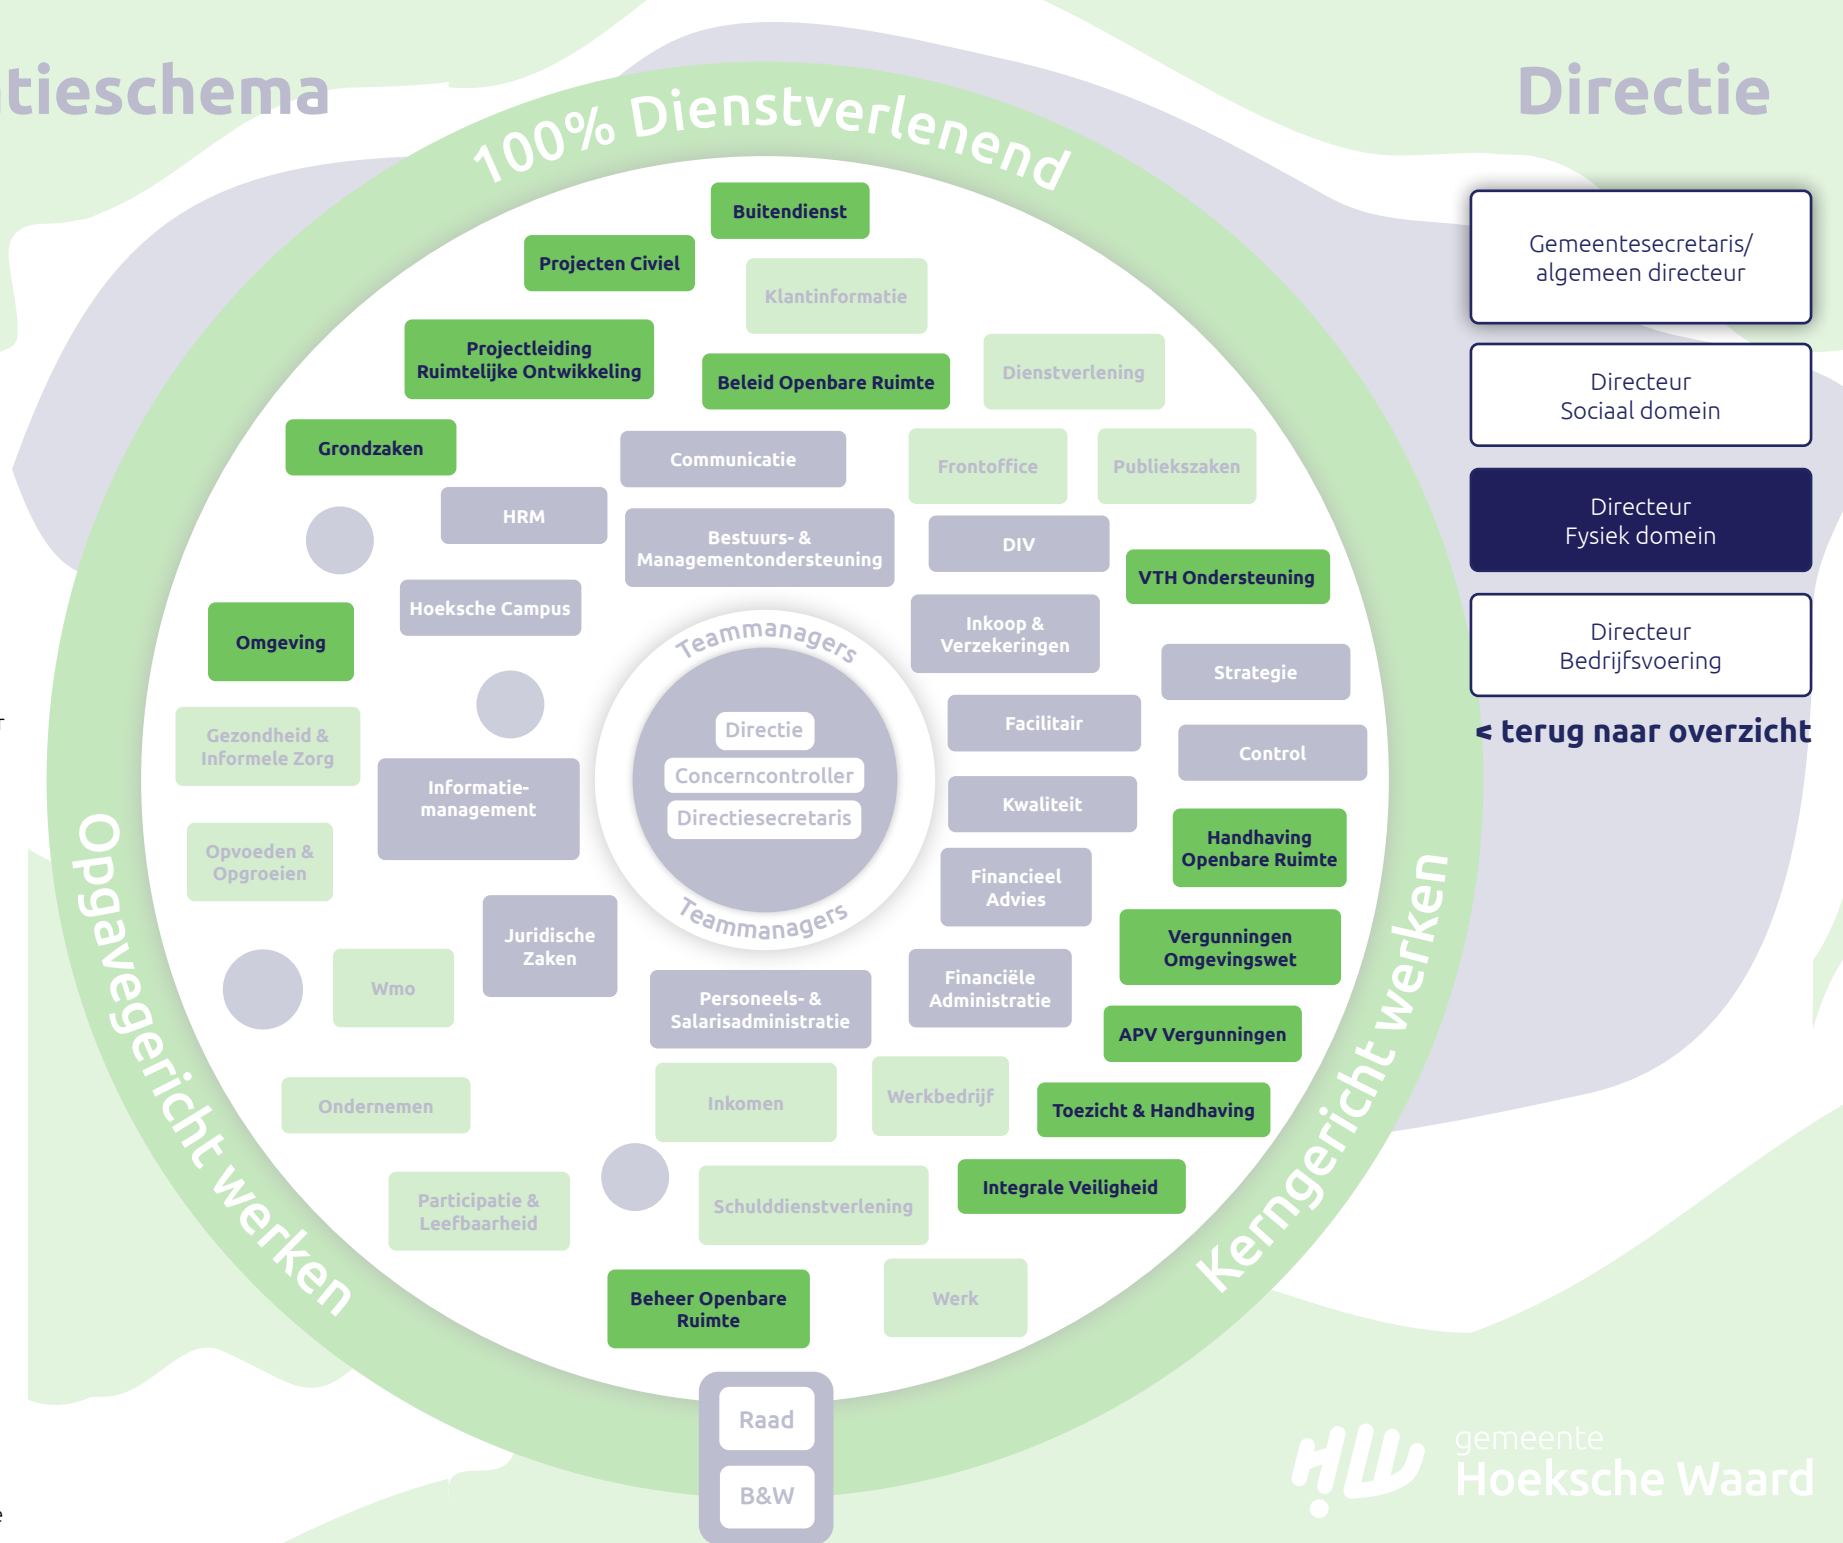 tieschema
Directie
100% Dienstverlenend
Opgavegericht werken
Kerngericht werken
Buitendienst
Projecten Civiel
Klantinformatie
Projectleiding
Ruimtelijke Ontwikkeling
Beleid Openbare Ruimte
Dienstverlening
Grondzaken
Communicatie
Frontoffice
Publiekszaken
HRM
Bestuurs- &
Managementondersteuning
DIV
VTH Ondersteuning
Hoeksche Campus
Inkoop &
Verzekeringen
Omgeving
Strategie
Teammanagers
Directie
Concerncontroller
Directiesecretaris
Teammanagers
Facilitair
Control
Gezondheid &
Informele Zorg
Informatie-
management
Kwaliteit
Handhaving
Openbare Ruimte
Opvoeden &
Opgroeien
Financieel
Advies
Juridische
Zaken
Vergunningen
Omgevingswet
Wmo
Personeels- &
Salarisadministratie
Financiële
Administratie
APV Vergunningen
Ondernemen
Inkomen
Werkbedrijf
Toezicht & Handhaving
Participatie &
Leefbaarheid
Schulddienstverlening
Integrale Veiligheid
Beheer Openbare
Ruimte
Werk
Raad
B&W
Gemeentesecretaris/
algemeen directeur
Directeur
Sociaal domein
Directeur
Fysiek domein
Directeur
Bedrijfsvoering
< terug naar overzicht
r
e
gemeente
Hoeksche Waard